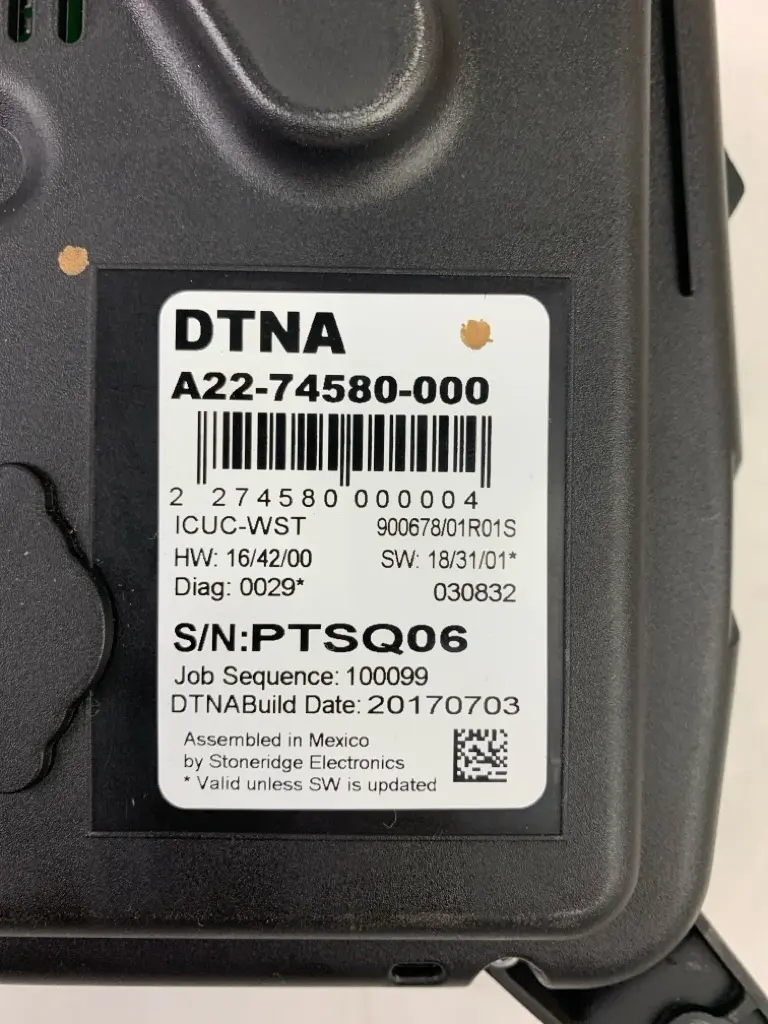 DTNA
A22-74580-000
2 274580 000004
ICUC-WST 900678/01R01S
HW: 16/42/00 SW: 18/31/01*
Diag: 0029* 030832
S/N:PTSQ06
Job Sequence: 100099
DTNABuild Date: 20170703
Assembled in Mexico
by Stoneridge Electronics
* Valid unless SW is updated